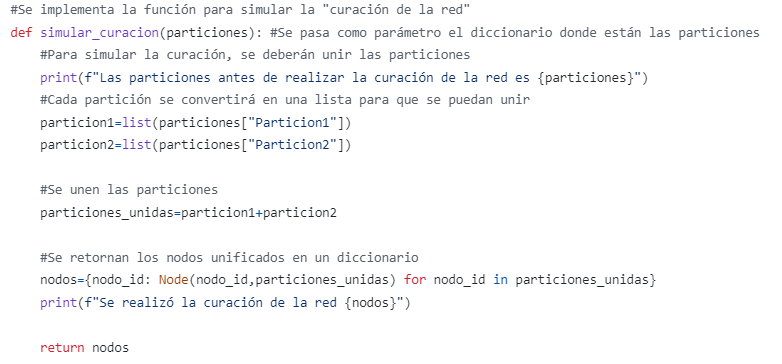 #Se implementa la función para simular la "curación de la red"
def simular_curacion(particiones): #Se pasa como parámetro el diccionario donde están las particiones
    #Para simular la curación, se deberán unir las particiones
    print(f"Las particiones antes de realizar la curación de la red es {particiones}")
    #Cada partición se convertirá en una lista para que se puedan unir
    particion1=list(particiones["Particion1"])
    particion2=list(particiones["Particion2"])

    #Se unen las particiones
    particiones_unidas=particion1+particion2

    #Se retornan los nodos unificados en un diccionario
    nodos={nodo_id: Node(nodo_id,particiones_unidas) for nodo_id in particiones_unidas}
    print(f"Se realizó la curación de la red {nodos}")

    return nodos